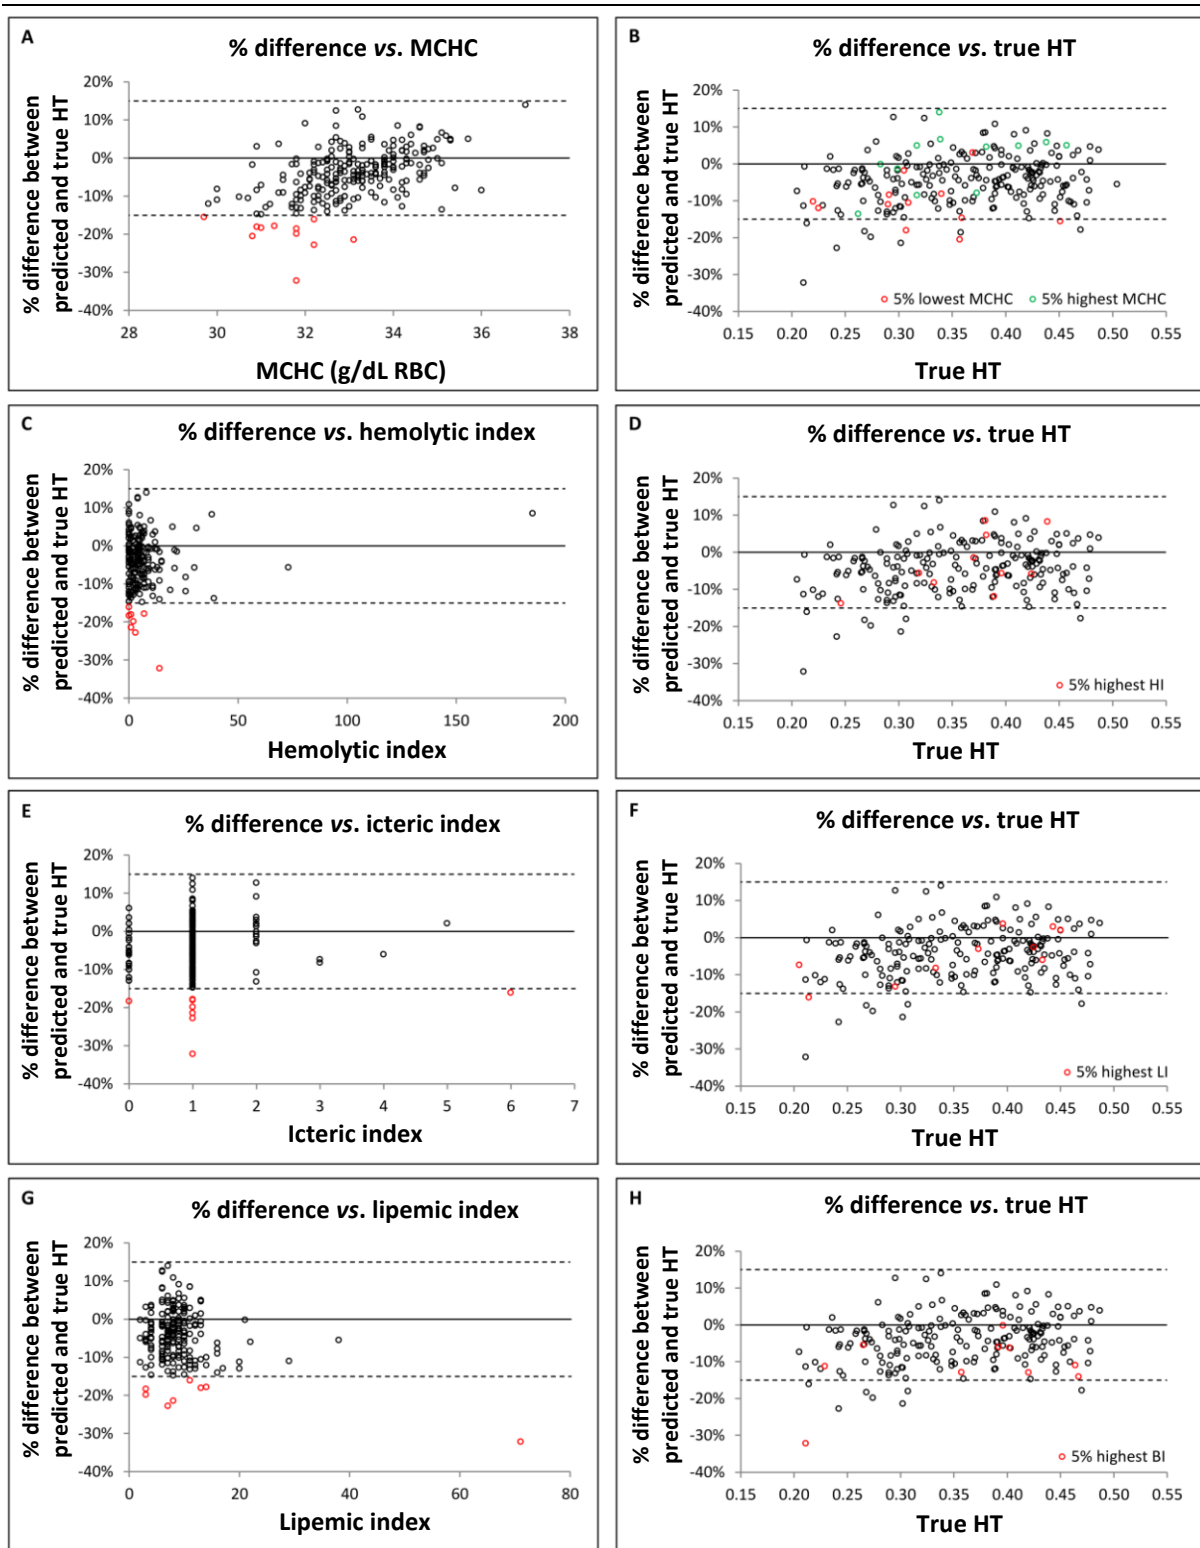 A
% difference vs. MCHC
% difference between
predicted and true HT
20%
10%
0%
-10%
-20%
-30%
-40%
28 30 32 34 36 38
MCHC (g/dL RBC)
B
% difference vs. true HT
% difference between
predicted and true HT
20%
10%
0%
-10%
-20%
-30%
-40%
5% lowest MCHC 5% highest MCHC
0.15 0.20 0.25 0.30 0.35 0.40 0.45 0.50 0.55
True HT
C
% difference vs. hemolytic index
% difference between
predicted and true HT
20%
10%
0%
-10%
-20%
-30%
-40%
0 50 100 150 200
Hemolytic index
D
% difference vs. true HT
% difference between
predicted and true HT
20%
10%
0%
-10%
-20%
-30%
-40%
5% highest HI
0.15 0.20 0.25 0.30 0.35 0.40 0.45 0.50 0.55
True HT
E
% difference vs. icteric index
% difference between
predicted and true HT
20%
10%
0%
-10%
-20%
-30%
-40%
0 1 2 3 4 5 6 7
Icteric index
F
% difference vs. true HT
% difference between
predicted and true HT
20%
10%
0%
-10%
-20%
-30%
-40%
5% highest LI
0.15 0.20 0.25 0.30 0.35 0.40 0.45 0.50 0.55
True HT
G
% difference vs. lipemic index
% difference between
predicted and true HT
20%
10%
0%
-10%
-20%
-30%
-40%
0 20 40 60 80
Lipemic index
H
% difference vs. true HT
% difference between
predicted and true HT
20%
10%
0%
-10%
-20%
-30%
-40%
5% highest BI
0.15 0.20 0.25 0.30 0.35 0.40 0.45 0.50 0.55
True HT